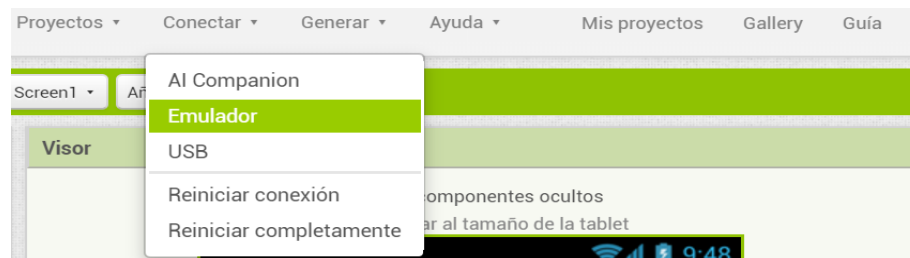 Proyectos Conectar Generar Ayuda Mis proyectos Gallery Guía
Screen1
AI Companion
Emulador
USB
Reiniciar conexión
Reiniciar completamente
Visor
componentes ocultos
al tamaño de la tablet
9:48